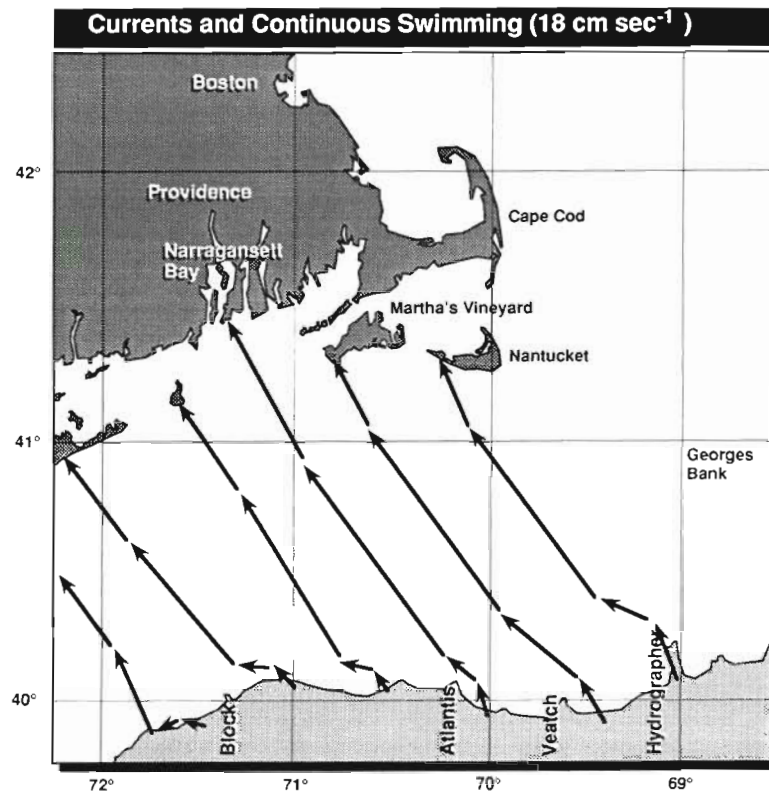 Currents and Continuous Swimming (18 cm sec⁻¹ )
Boston
42°
Providence
Cape Cod
Narragansett
Bay
Martha's Vineyard
Nantucket
41°
Georges
Bank
40°
Block
Atlantis
Veatch
Hydrographer
72°
71°
70°
69°